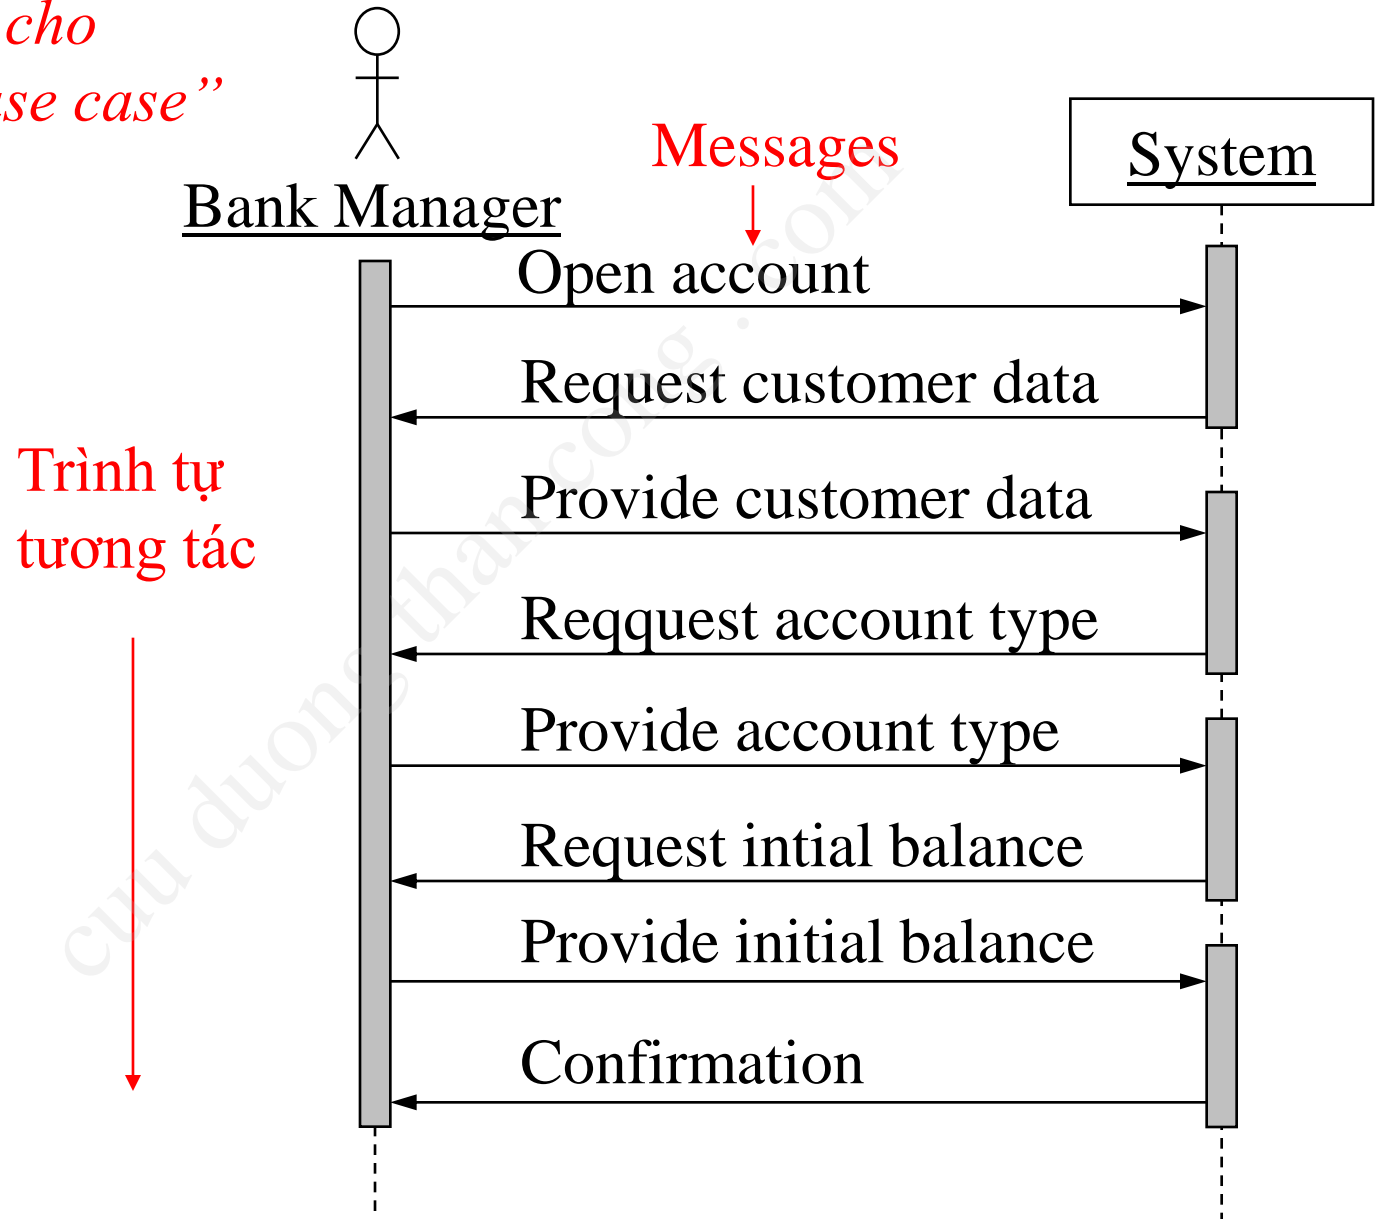 cho
use case”
Messages
System
Bank Manager
Open account
Request customer data
Trình tự
tương tác
Provide customer data
Reqquest account type
Provide account type
Request intial balance
Provide initial balance
Confirmation
cuu duong than cong . com